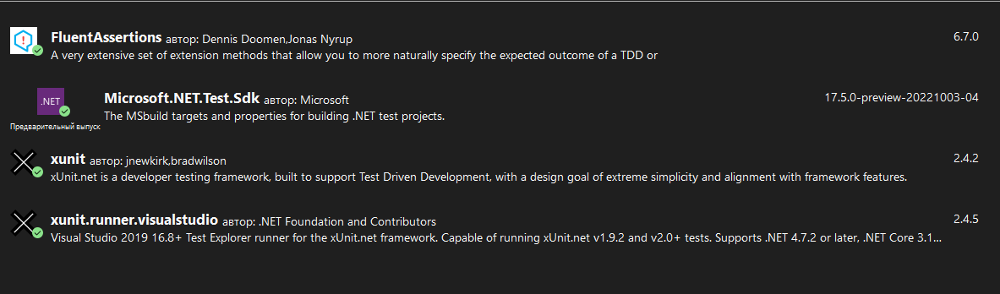 FluentAssertions автор: Dennis Doomen,Jonas Nyrup 6.7.0
A very extensive set of extension methods that allow you to more naturally specify the expected outcome of a TDD or
.NET Microsoft.NET.Test.Sdk автор: Microsoft 17.5.0-preview-20221003-04
The MSbuild targets and properties for building .NET test projects.
Предварительный выпуск
xunit автор: jnewkirk,bradwilson 2.4.2
xUnit.net is a developer testing framework, built to support Test Driven Development, with a design goal of extreme simplicity and alignment with framework features.
xunit.runner.visualstudio автор: .NET Foundation and Contributors 2.4.5
Visual Studio 2019 16.8+ Test Explorer runner for the xUnit.net framework. Capable of running xUnit.net v1.9.2 and v2.0+ tests. Supports .NET 4.7.2 or later, .NET Core 3.1...